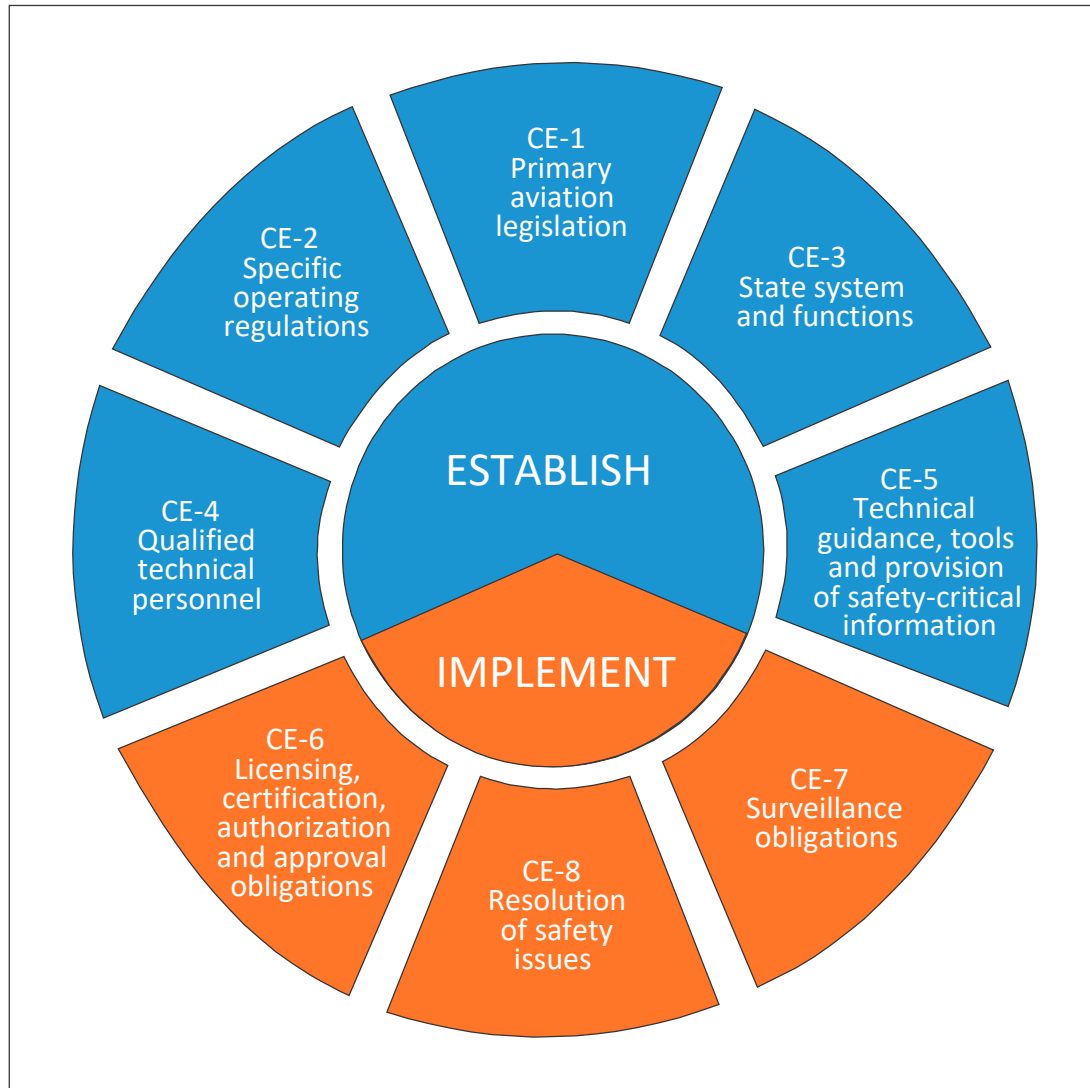 CE-1
Primary
aviation
legislation
CE-2
Specific
operating
regulations
CE-3
State system
and functions
ESTABLISH
CE-4
Qualified
technical
personnel
CE-5
Technical
guidance, tools
and provision
of safety-critical
information
IMPLEMENT
CE-6
Licensing,
certification,
authorization
and approval
obligations
CE-7
Surveillance
obligations
CE-8
Resolution
of safety
issues